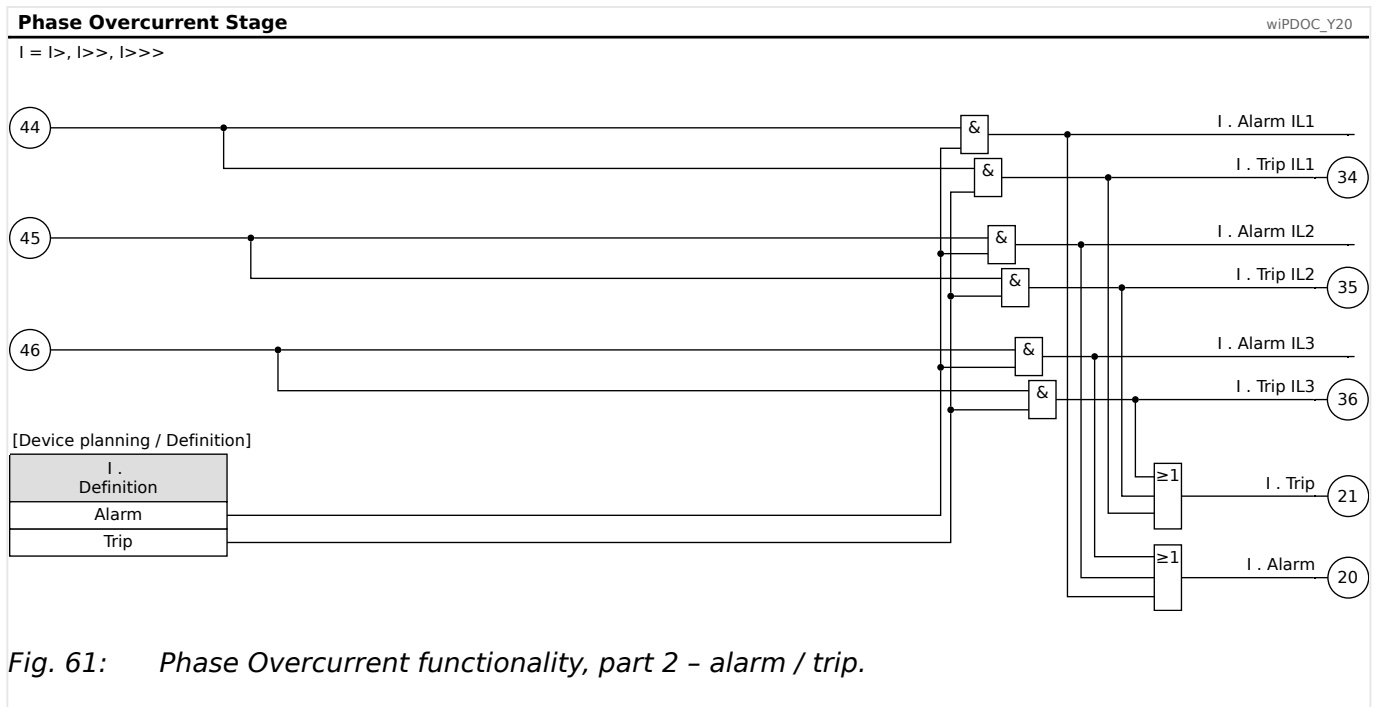 Phase Overcurrent Stage
wiPDOC_Y20
I = I>, I>>, I>>>
44
&
I . Alarm IL1
&
I . Trip IL1
34
45
&
I . Alarm IL2
&
I . Trip IL2
35
46
&
I . Alarm IL3
&
I . Trip IL3
36
[Device planning / Definition]
I .
Definition
Alarm
Trip
≥1
I . Trip
21
≥1
I . Alarm
20
Fig. 61: Phase Overcurrent functionality, part 2 – alarm / trip.